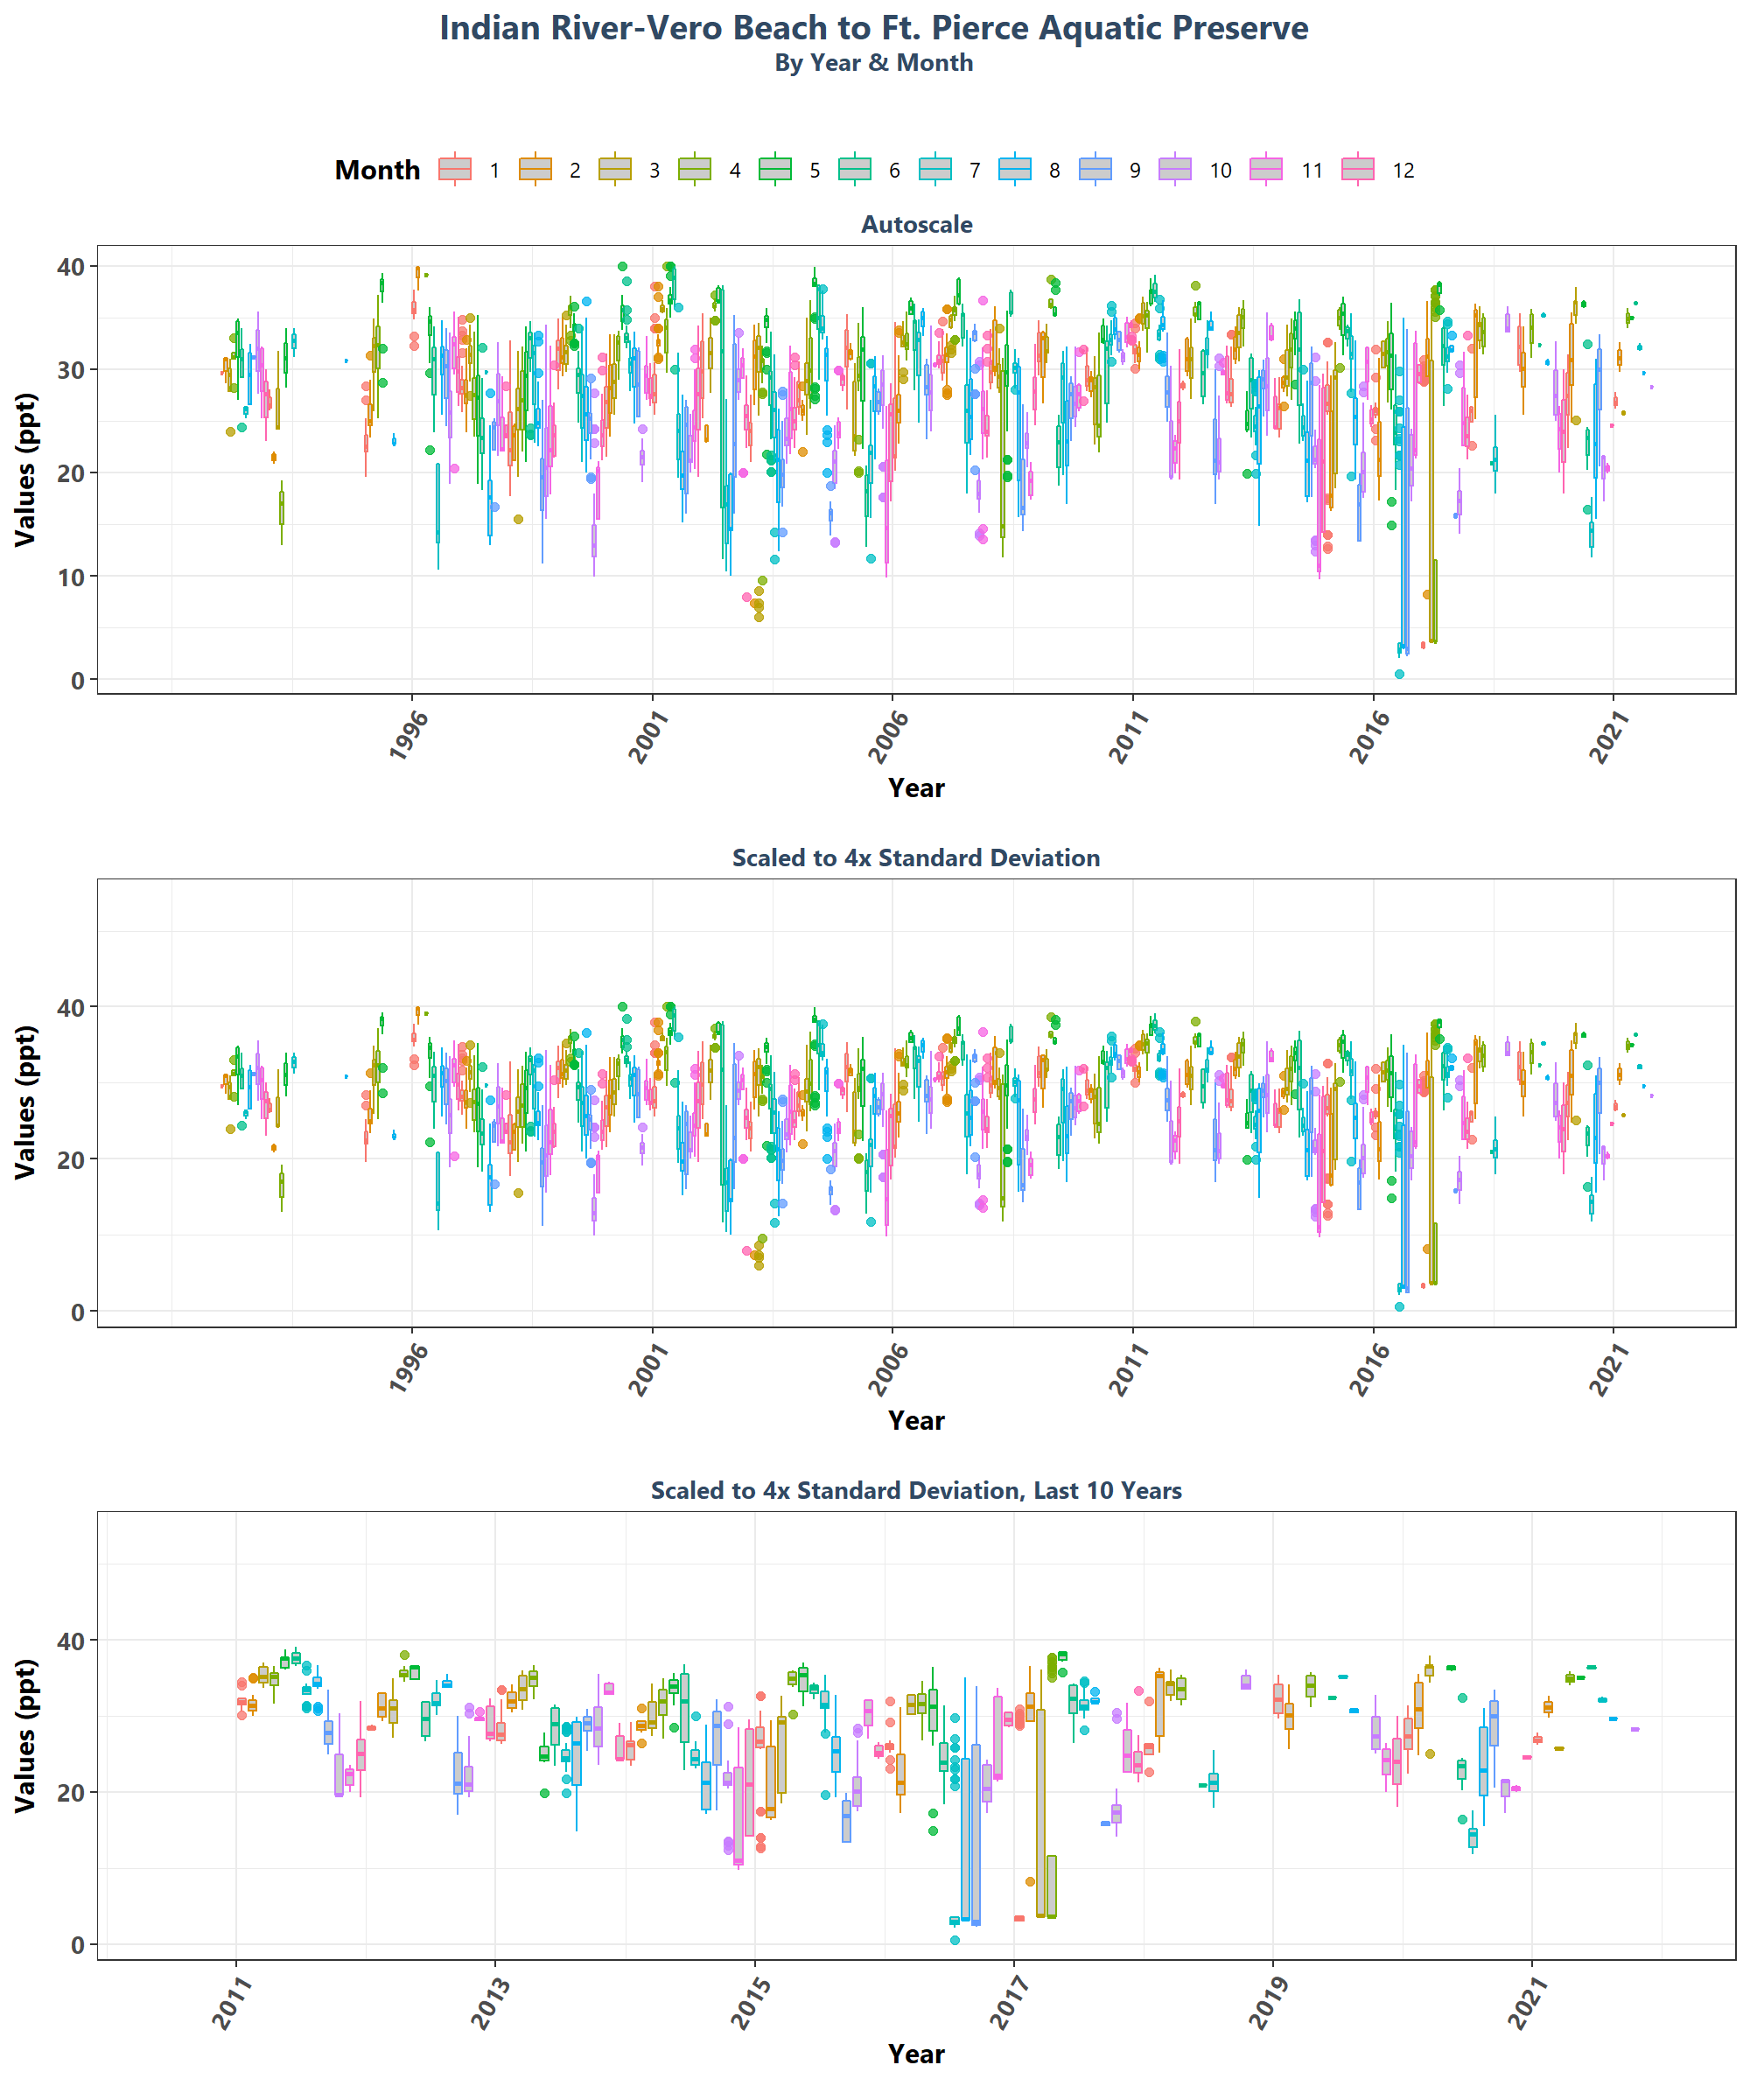 Indian River-Vero Beach to Ft. Pierce Aquatic Preserve
By Year & Month
Month 1 2 3 4 5 6 7 8 9 10 11 12
Autoscale
Values (ppt)
40
30
20
10
0
1996 2001 2006 2011 2016 2021
Year
Scaled to 4x Standard Deviation
Values (ppt)
40
20
0
1996 2001 2006 2011 2016 2021
Year
Scaled to 4x Standard Deviation, Last 10 Years
Values (ppt)
40
20
0
2011 2013 2015 2017 2019 2021
Year